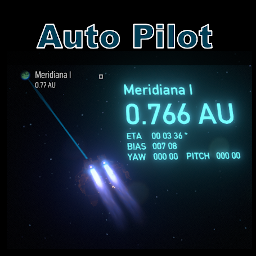 Auto Pilot
Meridiana I
0.77 AU
Meridiana I
0.766 AU
ETA 00 03 36 "
BIAS 007 08
YAW 000 00 PITCH 000 00